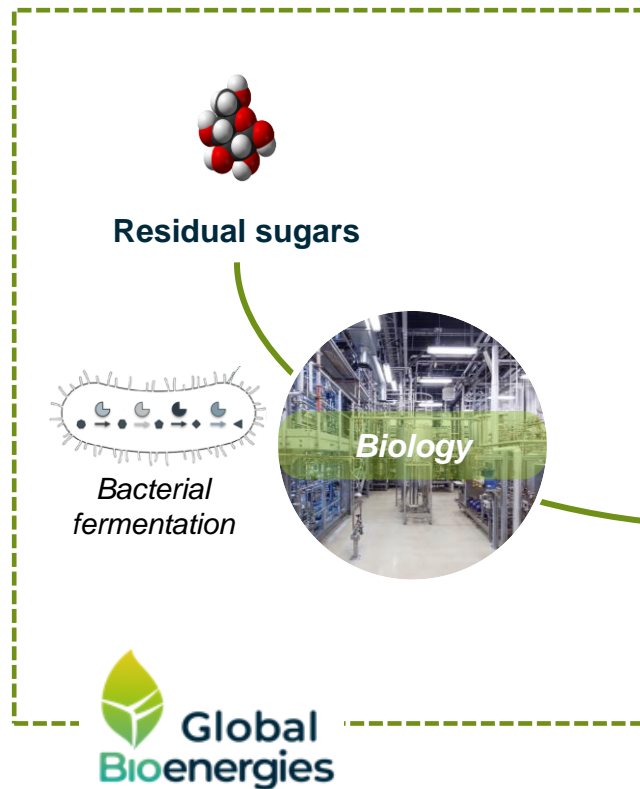 Residual sugars
Biology
Bacterial
fermentation
Global
Bioenergies